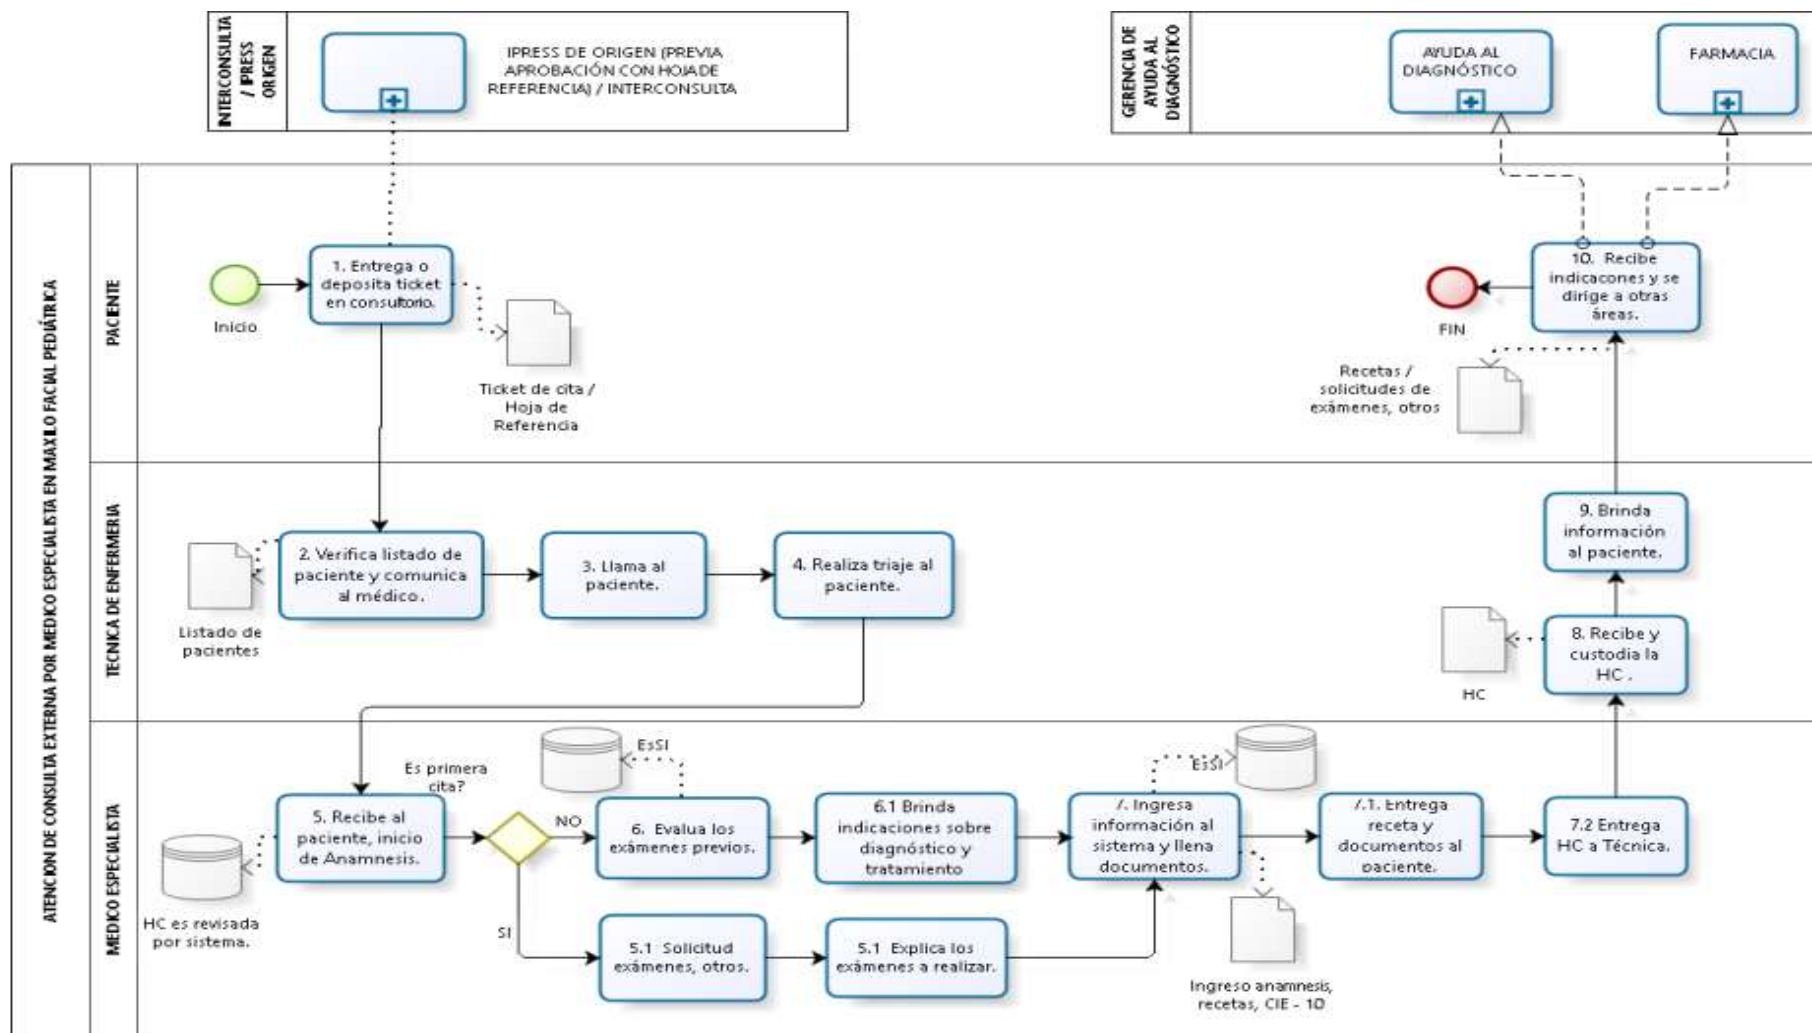 INTERCONSULTA
/ IPRESS
ORIGEN
IPRESS DE ORIGEN (PREVIA
APROBACIÓN CON HOJA DE
REFERENCIA) / INTERCONSULTA
GERENCIA DE
AYUDA AL
DIAGNÓSTICO
AYUDA AL
DIAGNÓSTICO
FARMACIA
ATENCION DE CONSULTA EXTERNA POR MEDICO ESPECIALISTA EN MAXILO FACIAL PEDIÁTRICA
PACIENTE
Inicio
1. Entrega o
deposita ticket
en consultorio.
Ticket de cita /
Hoja de
Referencia
FIN
10. Recibe
indicacones y se
dirige a otras
áreas.
Recetas /
solicitudes de
exámenes, otros
TECNICA DE ENFERMERIA
Listado de
pacientes
2. Verifica listado de
paciente y comunica
al médico.
3. Llama al
paciente.
4. Realiza triaje al
paciente.
9. Brinda
información
al paciente.
8. Recibe y
custodia la
HC .
HC
MEDICO ESPECIALISTA
HC es revisada
por sistema.
5. Recibe al
paciente, inicio
de Anamnesis.
Es primera
cita?
NO
SI
EsSI
6. Evalua los
exámenes previos.
6.1 Brinda
indicaciones sobre
diagnóstico y
tratamiento
EsSI
7. Ingresa
información al
sistema y llena
documentos.
7.1. Entrega
receta y
documentos al
paciente.
7.2 Entrega
HC a Técnica.
5.1 Solicitud
exámenes, otros.
5.1 Explica los
exámenes a realizar.
Ingreso anamnesis,
recetas, CIE - 10